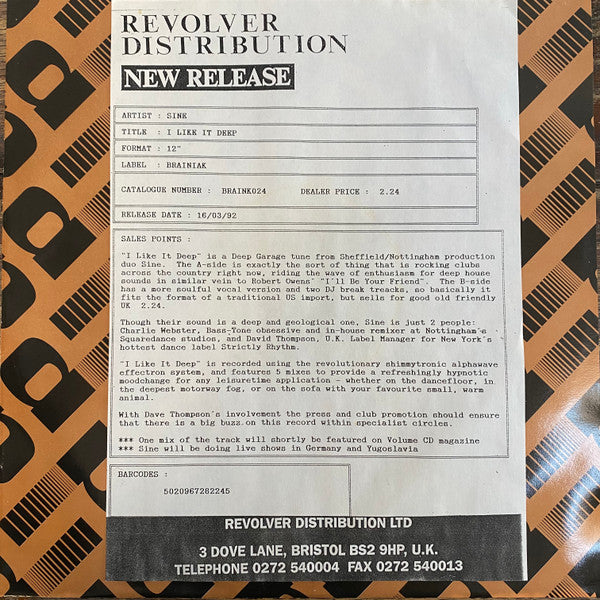 REVOLVER
DISTRIBUTION
NEW RELEASE
ARTIST : SINE
TITLE : I LIKE IT DEEP
FORMAT : 12"
LABEL : BRAINIAK
CATALOGUE NUMBER : BRAINK024 DEALER PRICE : 2.24
RELEASE DATE : 16/03/92
SALES POINTS :
"I Like It Deep" is a Deep Garage tune from Sheffield/Nottingham production
duo Sine. The A-side is exactly the sort of thing that is rocking clubs
across the country right now, riding the wave of enthusiasm for deep house
sounds in similar vein to Robert Owens' "I'll Be Your Friend". The B-side
has a more soulful vocal version and two DJ break tracks, so basically it
fits the format of a traditional US import, but sells for good old friendly
UK 2.24.
Though their sound is a deep and geological one, Sine is just 2 people:
Charlie Webster, Bass-Tone obsessive and in-house remixer at Nottingham's
Squaredance studios, and David Thompson, U.K. Label Manager for New York's
hottest dance label Strictly Rhythm.
"I Like It Deep" is recorded using the revolutionary shimmytronic alphawave
effectron system, and features 5 mixes to provide a refreshingly hypnotic
moodchange for any leisuretime application - whether on the dancefloor, in
the deepest motorway fog, or on the sofa with your favourite small, warm
animal.
With Dave Thompson's involvement the press and club promotion should ensure
that there is a big buzz on this record within specialist circles.
*** One mix of the track will shortly be featured on Volume CD magazine
*** Sine will be doing live shows in Germany and Yugoslavia
BARCODES :
5020967282245
REVOLVER DISTRIBUTION LTD
3 DOVE LANE, BRISTOL BS2 9HP, U.K.
TELEPHONE 0272 540004 FAX 0272 540013